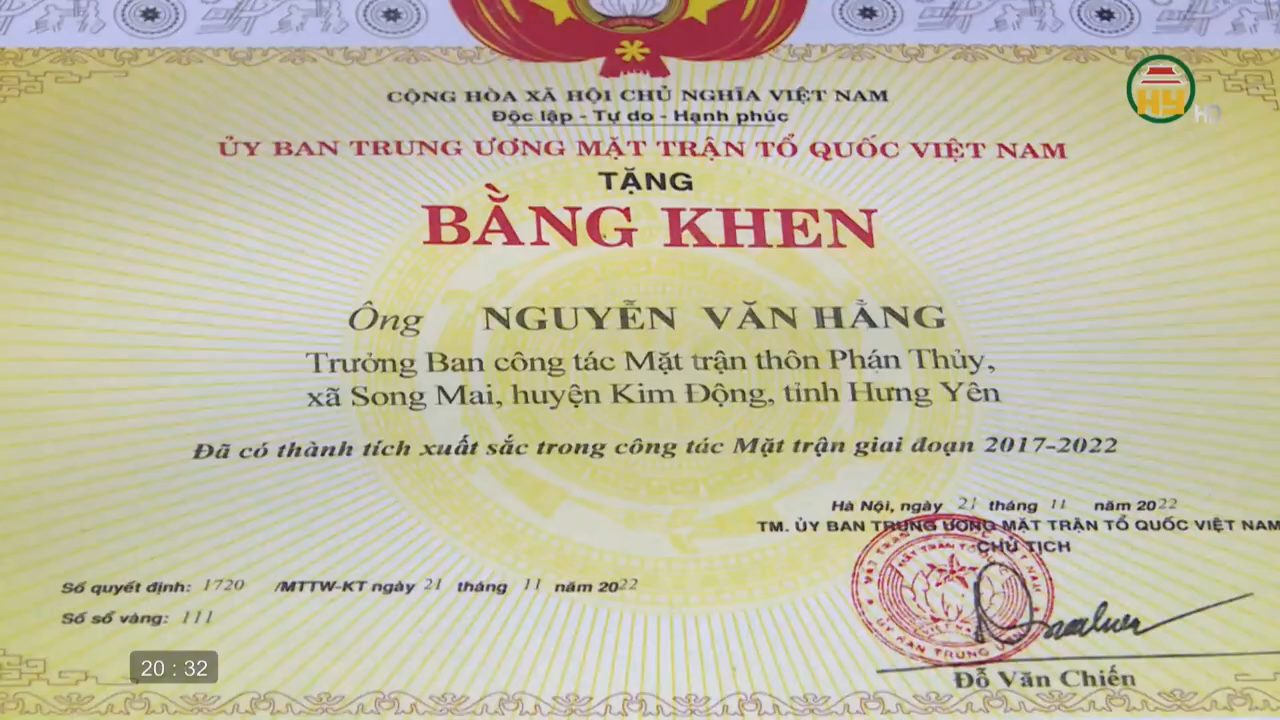 CỘNG HÒA XÃ HỘI CHỦ NGHĨA VIỆT NAM
Độc lập - Tự do - Hạnh phúc
ỦY BAN TRUNG ƯƠNG MẶT TRẬN TỔ QUỐC VIỆT NAM
TẶNG
BẰNG KHEN
HY HD
Ông NGUYỄN VĂN HẲNG
Trưởng Ban công tác Mặt trận thôn Phán Thủy,
xã Song Mai, huyện Kim Động, tỉnh Hưng Yên
Đã có thành tích xuất sắc trong công tác Mặt trận giai đoạn 2017-2022
Hà Nội, ngày 21 tháng 11 năm 2022
TM. ỦY BAN TRUNG ƯƠNG MẶT TRẬN TỔ QUỐC VIỆT NAM
CHỦ TỊCH
Số quyết định: 1720 /MTTW-KT ngày 21 tháng 11 năm 2022
Số sổ vàng: 111
Đỗ Văn Chiến
20 : 32